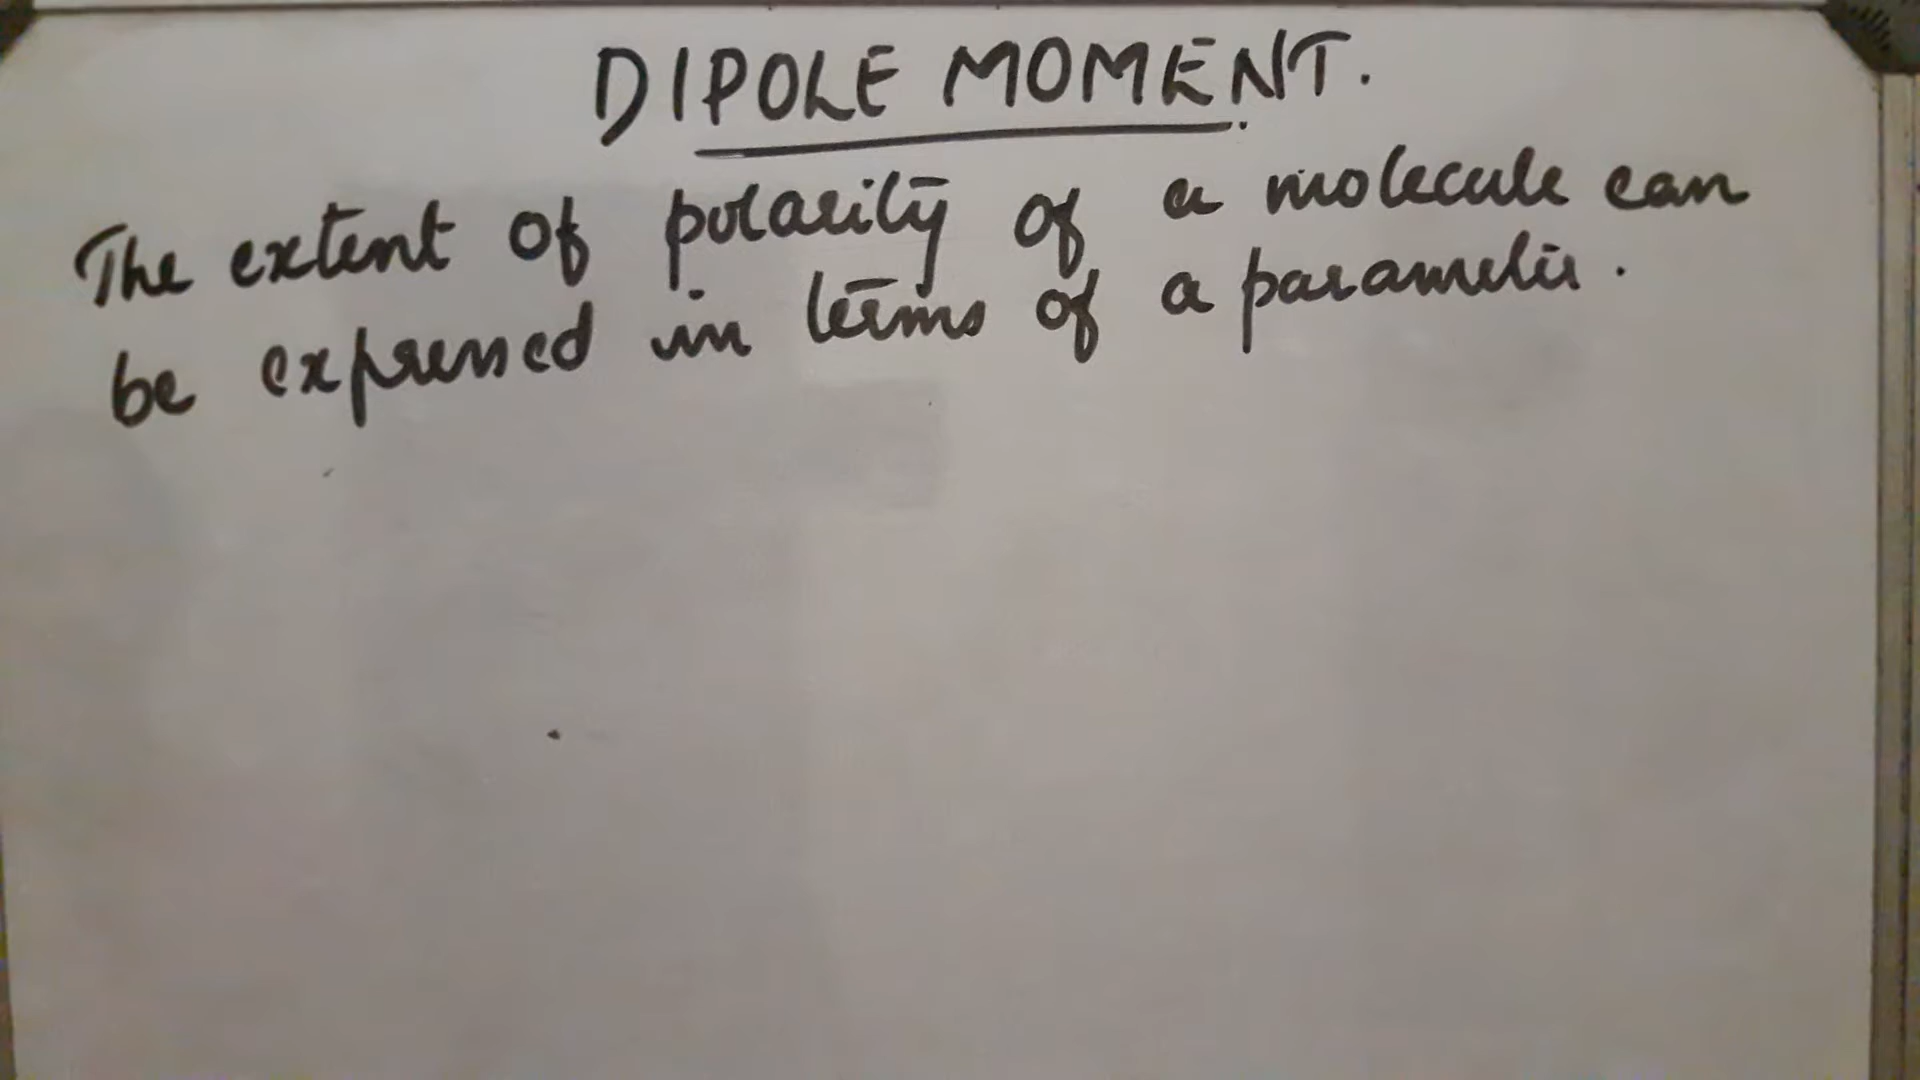 DIPOLE MOMENT.
The extent of polarity of a molecule can
be expressed in terms of a parameter.